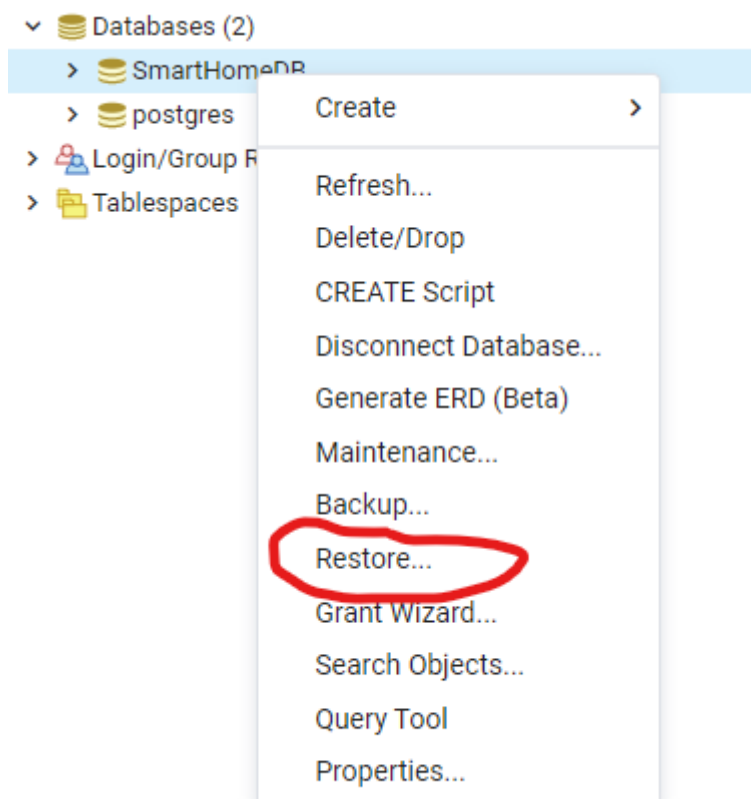 Databases (2)
SmartHomeDB
postgres
Login/Group R
Tablespaces
Create
Refresh...
Delete/Drop
CREATE Script
Disconnect Database...
Generate ERD (Beta)
Maintenance...
Backup...
Restore...
Grant Wizard...
Search Objects...
Query Tool
Properties...